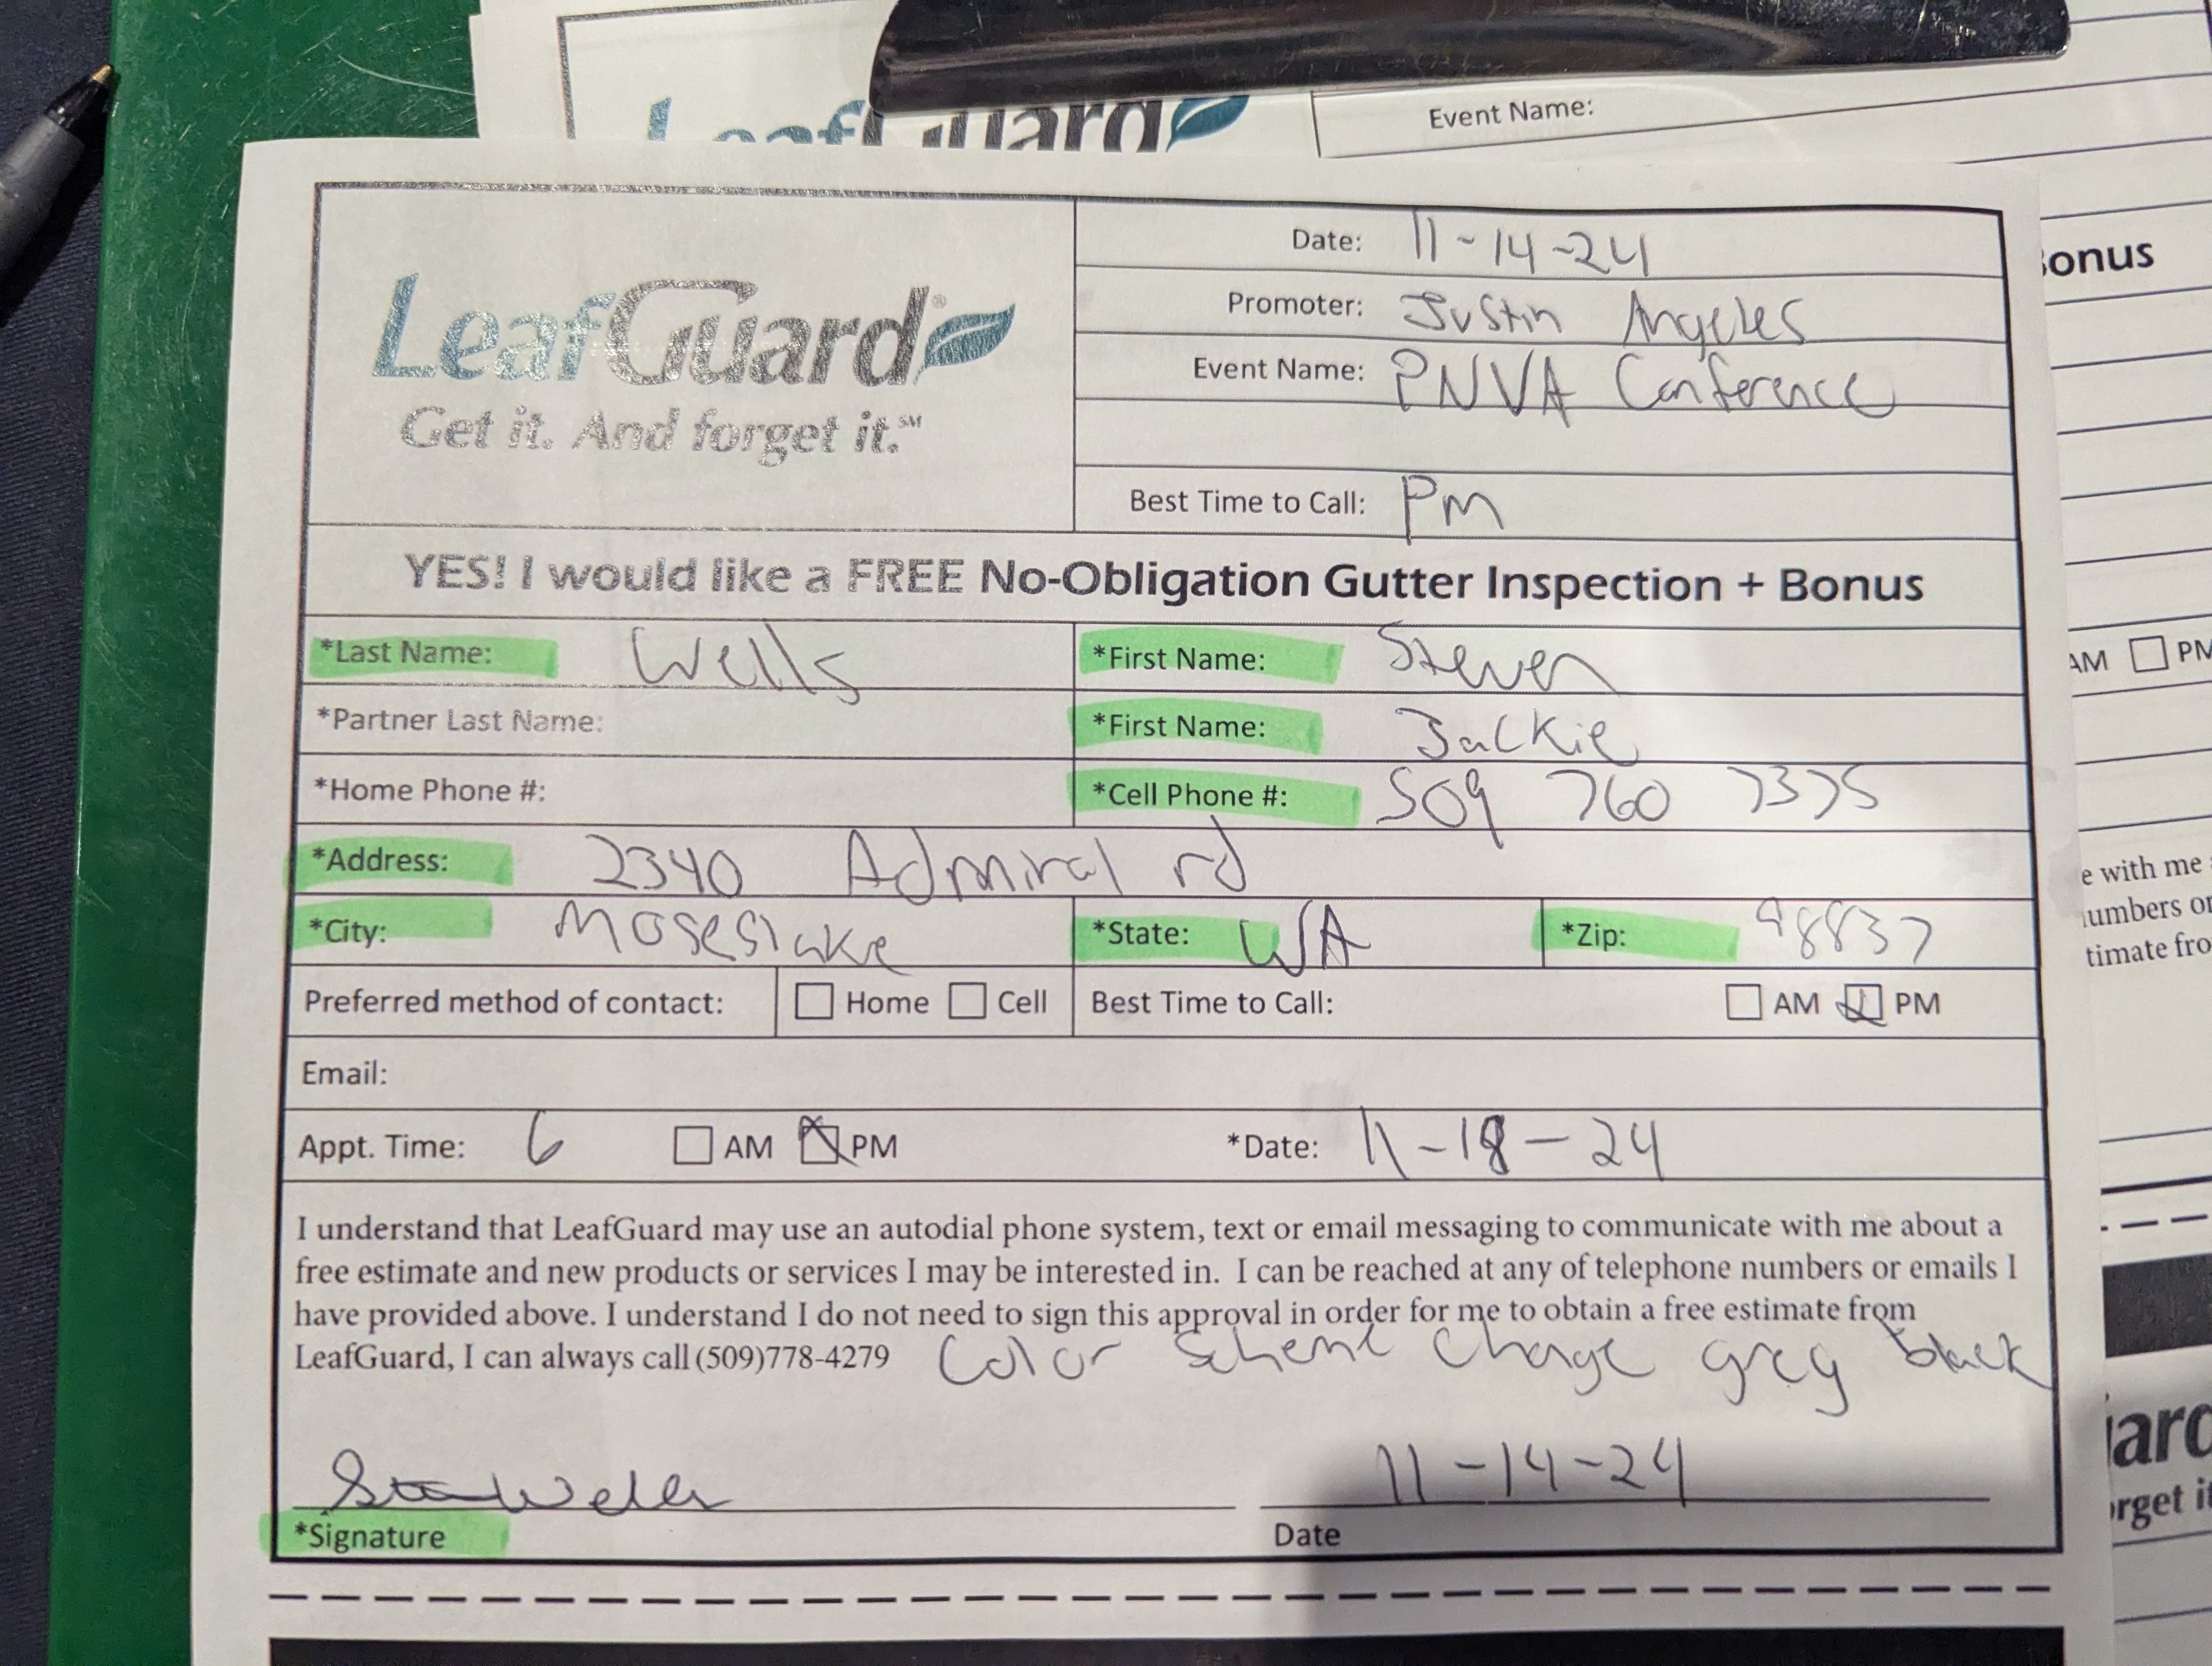 LeafGuard
Event Name:
LeafGuard®
Get it. And forget it.℠
Date: 11-14-24
Promoter: Justin Angeles
Event Name: PNVA Conference
Best Time to Call: Pm
YES! I would like a FREE No-Obligation Gutter Inspection + Bonus
*Last Name: Wells *First Name: Steven
*Partner Last Name: *First Name: Jackie
*Home Phone #: *Cell Phone #: 509 760 7375
*Address: 2340 Admiral rd
*City: Moseslake *State: WA *Zip: 98837
Preferred method of contact: Home Cell Best Time to Call: AM PM
Email:
Appt. Time: 6 AM PM *Date: 11-18-24
I understand that LeafGuard may use an autodial phone system, text or email messaging to communicate with me about a
free estimate and new products or services I may be interested in. I can be reached at any of telephone numbers or emails I
have provided above. I understand I do not need to sign this approval in order for me to obtain a free estimate from
LeafGuard, I can always call (509)778-4279 Color scheme change grey black
Steve Wells 11-14-24
*Signature Date
onus
AM PM
e with me
umbers or
timate fro
ard
rget it